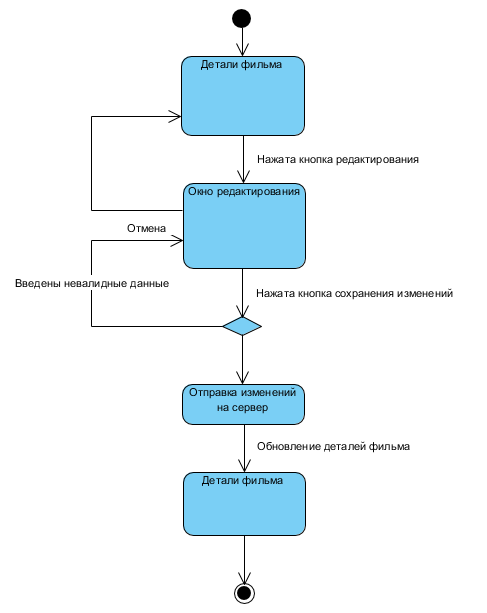 Детали фильма
Нажата кнопка редактирования
Окно редактирования
Отмена
Введены невалидные данные
Нажата кнопка сохранения изменений
Отправка изменений
на сервер
Обновление деталей фильма
Детали фильма